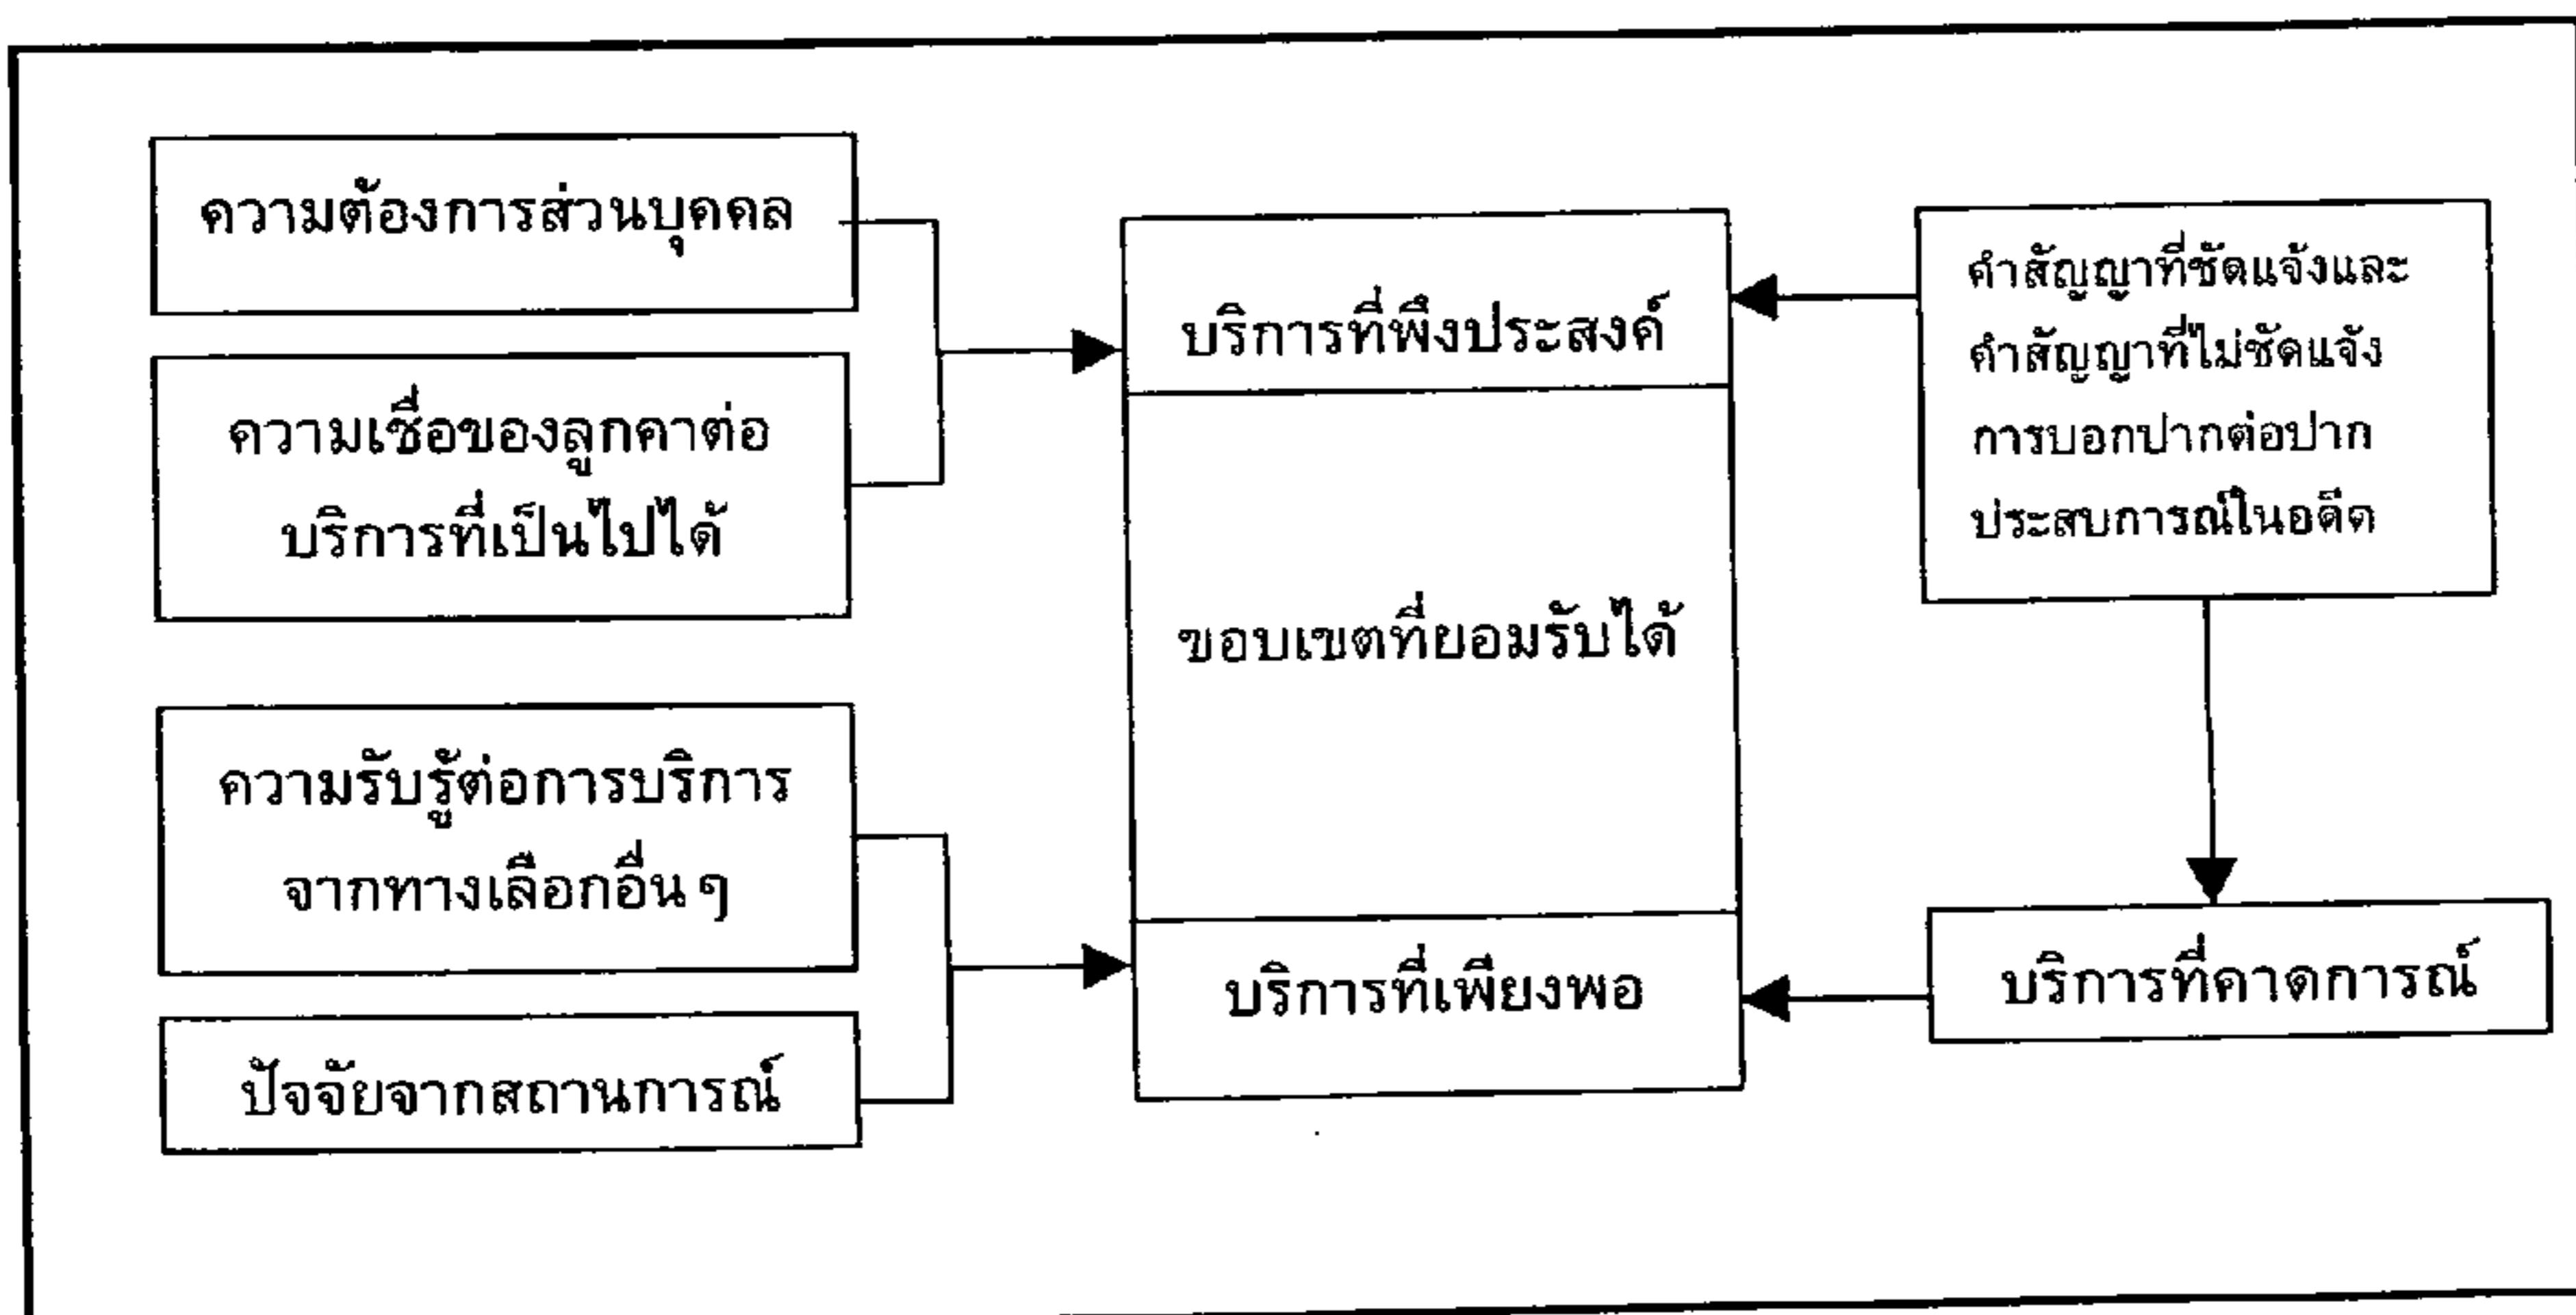 ความต้องการส่วนบุคคล
ความเชื่อของลูกคาต่อ
บริการที่เป็นไปได้
ความรับรู้ต่อการบริการ
จากทางเลือกอื่น ๆ
ปัจจัยจากสถานการณ์
บริการที่พึงประสงค์
ขอบเขตที่ยอมรับได้
บริการที่เพียงพอ
คำสัญญาที่ชัดแจ้งและ
คำสัญญาที่ไม่ชัดแจ้ง
การบอกปากต่อปาก
ประสบการณ์ในอดีต
บริการที่คาดการณ์